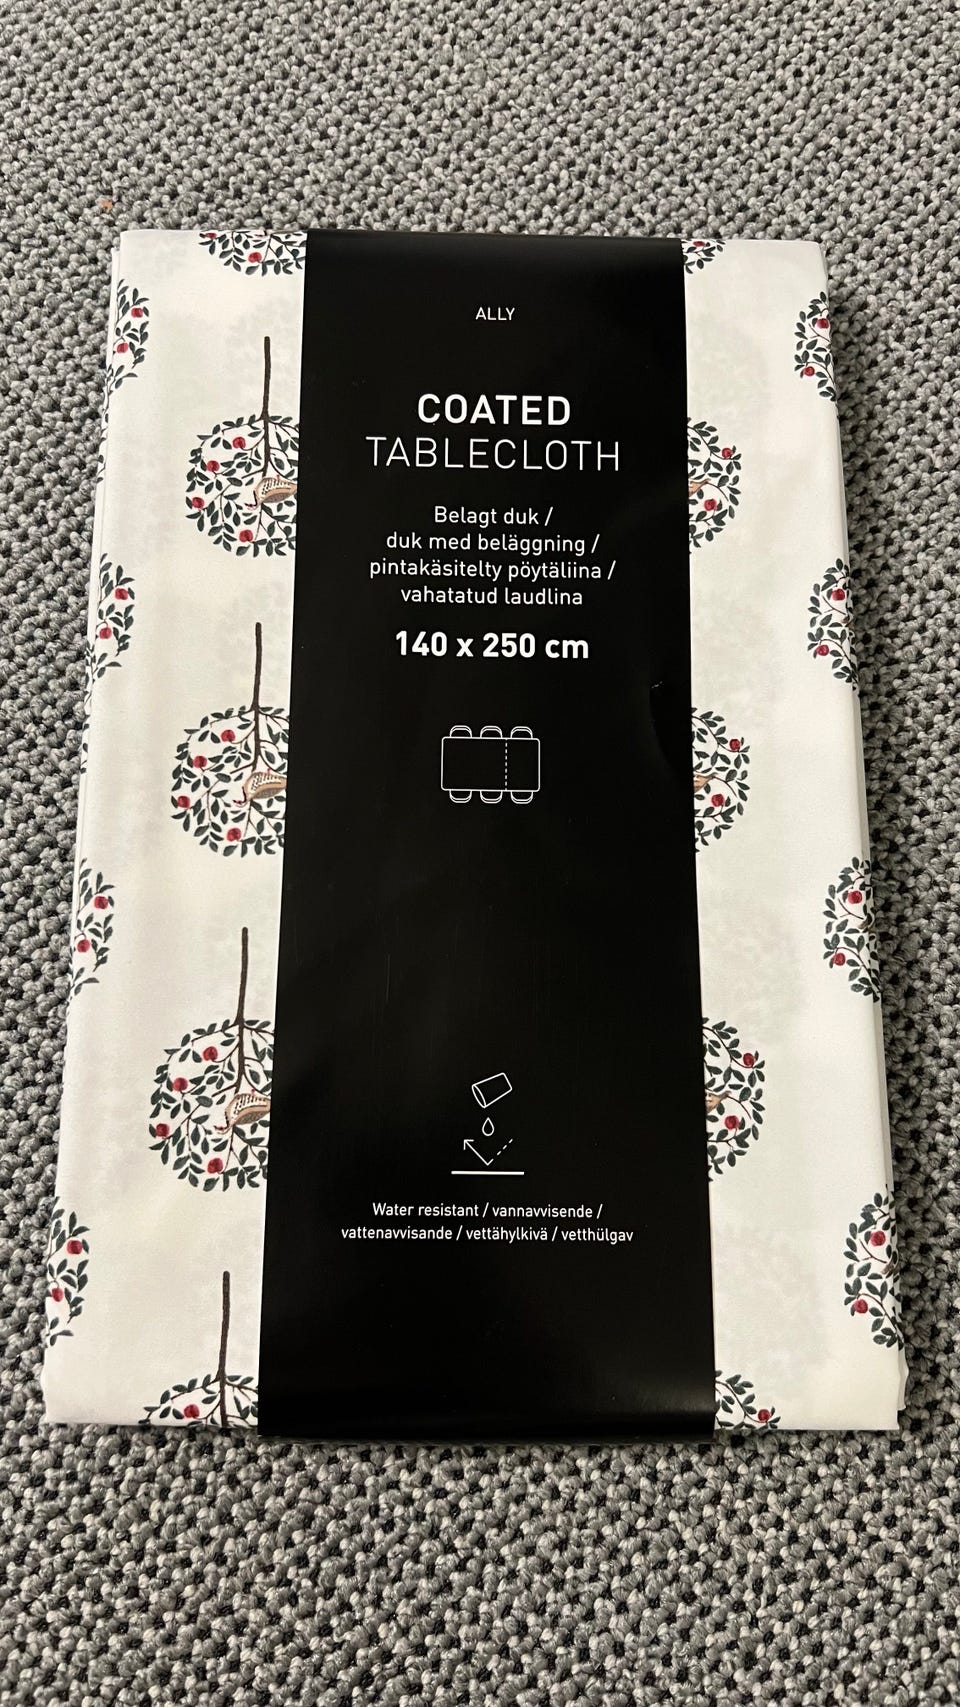 ALLY
COATED
TABLECLOTH
Belagt duk /
duk med beläggning /
pintakäsitelty pöytäliina /
vahatatud laudlina
140 x 250 cm
Water resistant / vannavvisende /
vattenavvisande / vettähylkivä / vetthülgav